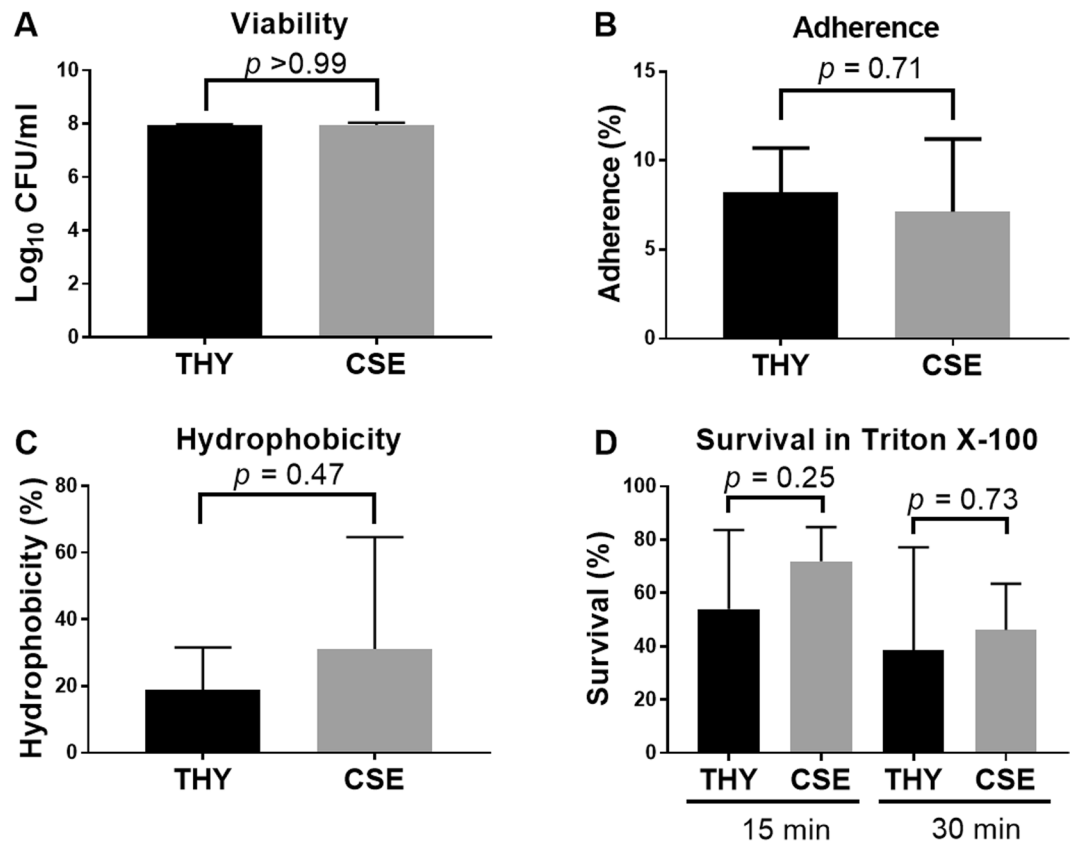 A
Viability
p >0.99
Log10 CFU/ml
10
8
6
4
2
0
THY CSE
B
Adherence
p = 0.71
Adherence (%)
15
10
5
0
THY CSE
C
Hydrophobicity
p = 0.47
Hydrophobicity (%)
80
60
40
20
0
THY CSE
D
Survival in Triton X-100
p = 0.25 p = 0.73
Survival (%)
100
80
60
40
20
0
THY CSE THY CSE
15 min 30 min